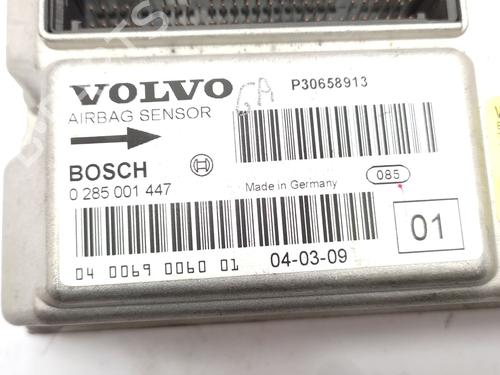 VOLVO GA P30658913
AIRBAG SENSOR
BOSCH
0 285 001 447 Made in Germany 085
01
04 0069 0060 01 04-03-09